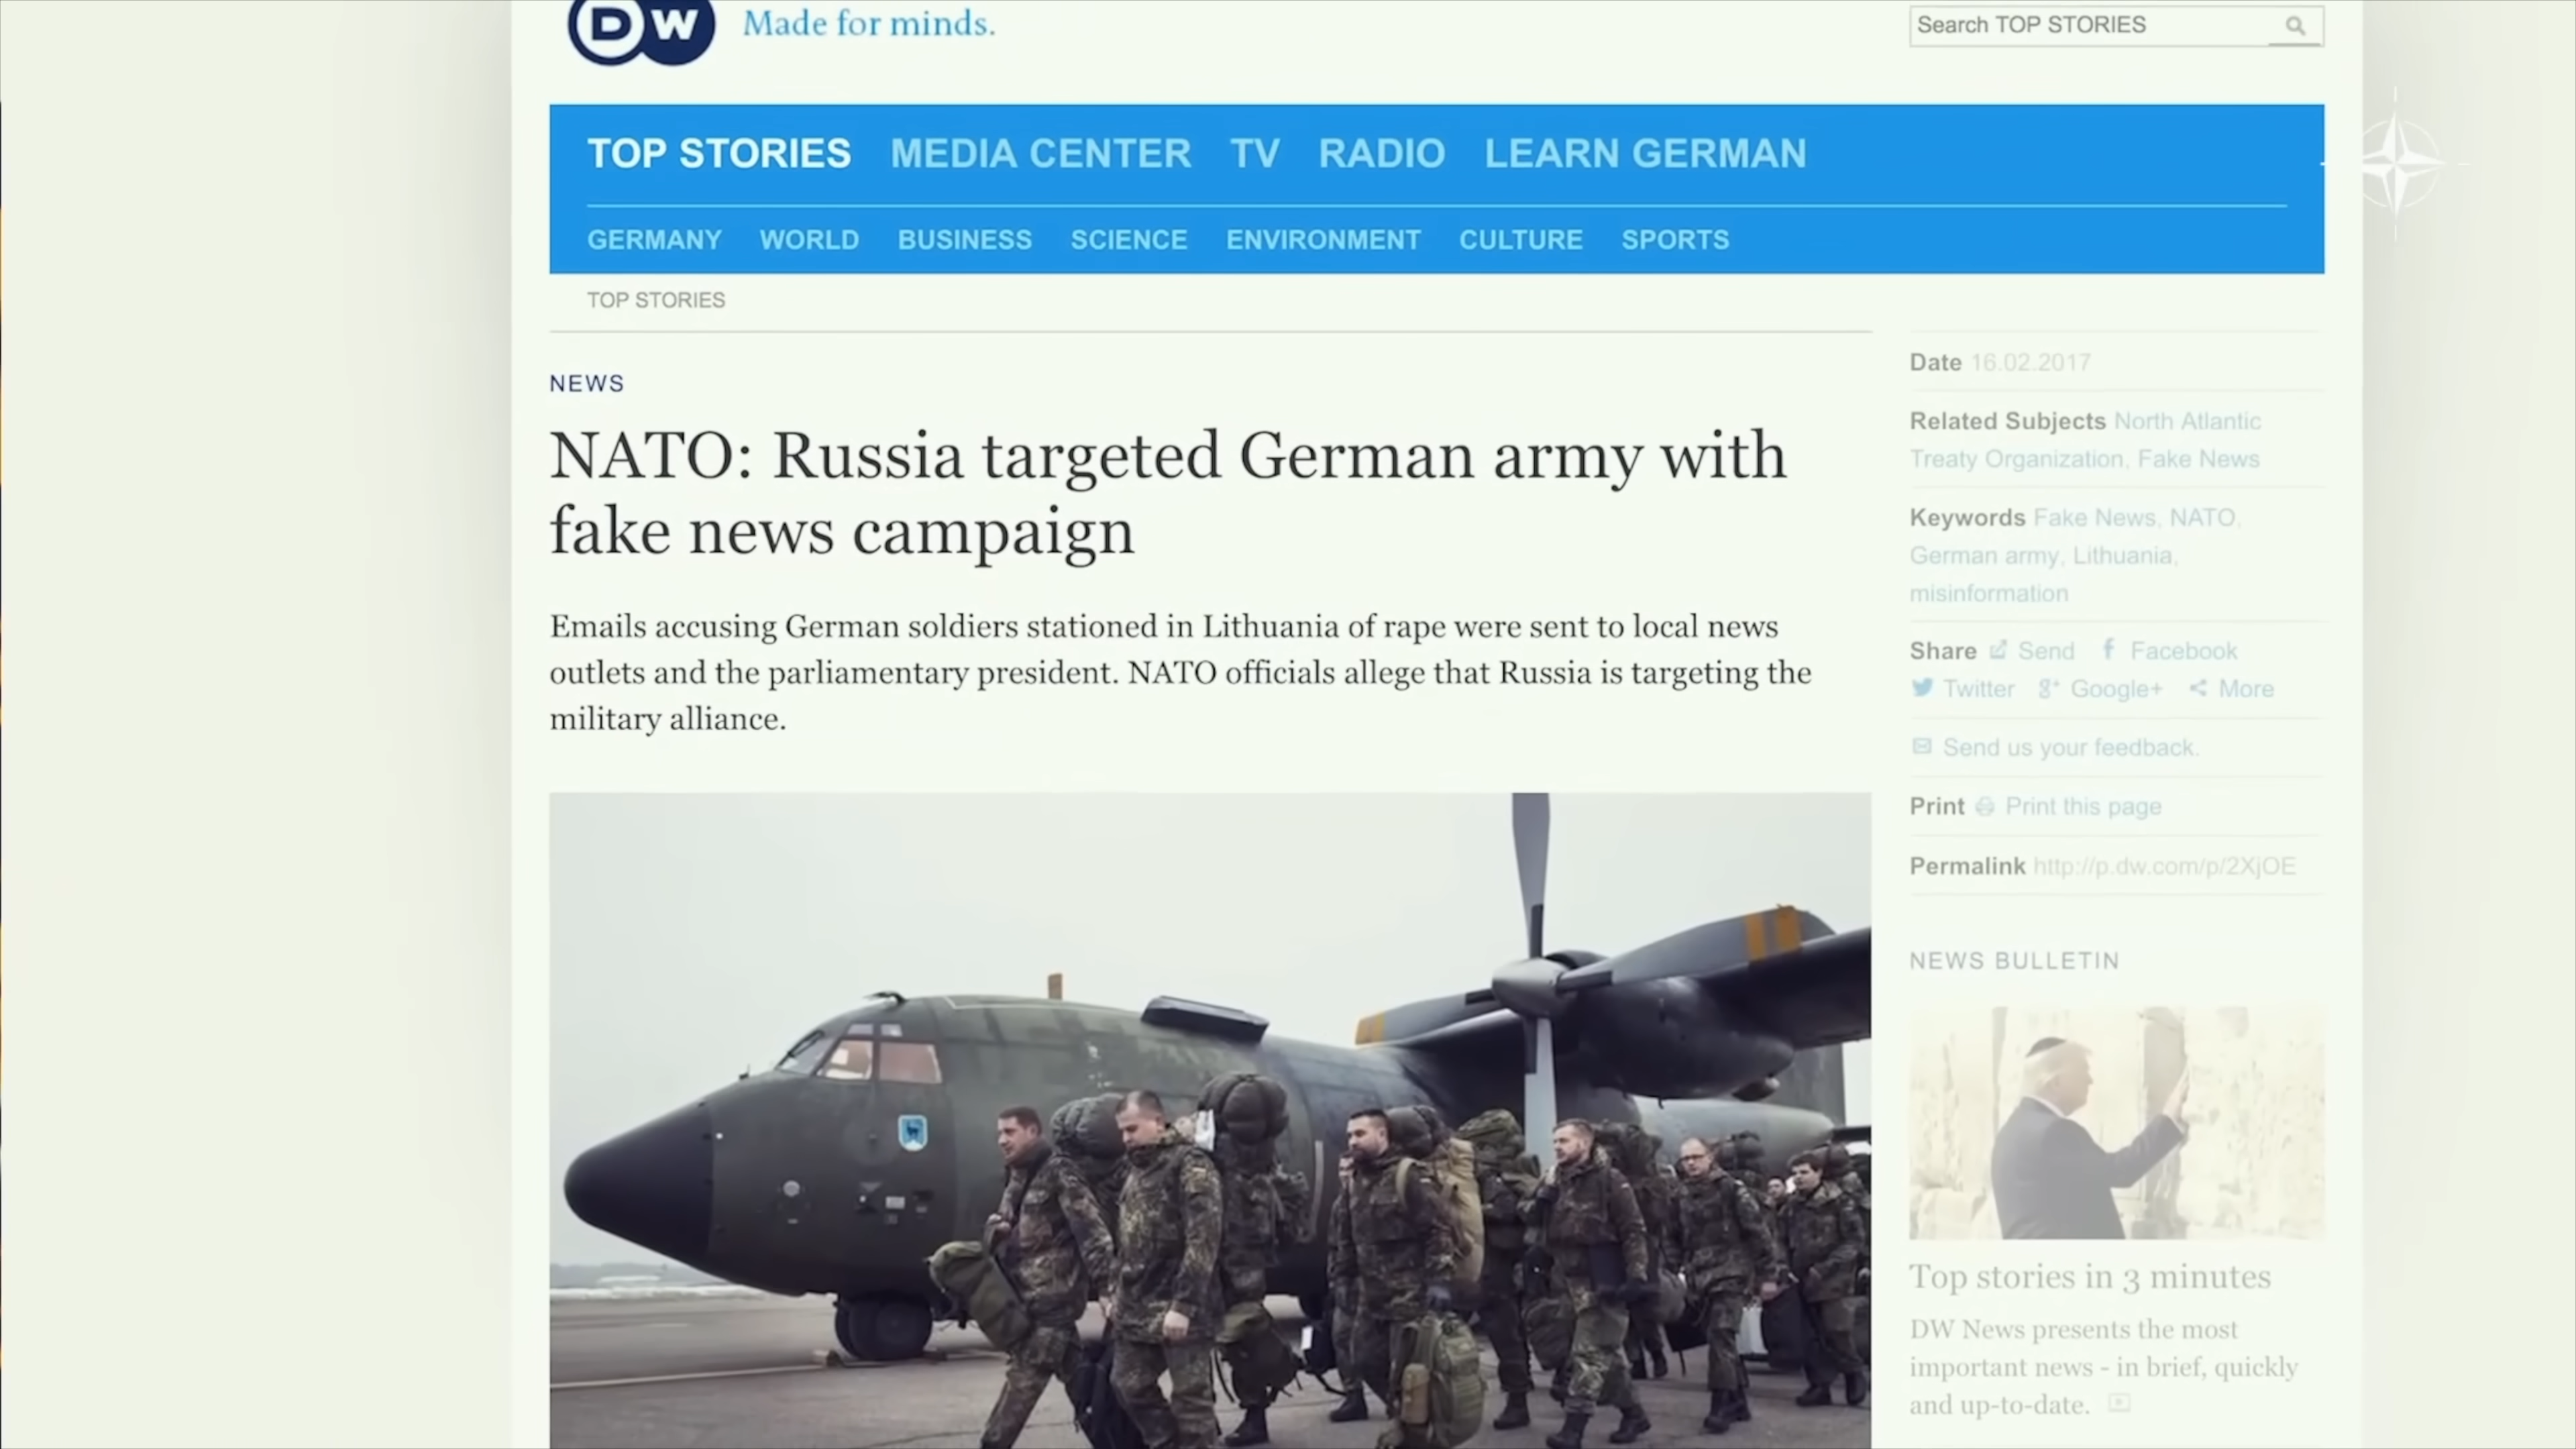 DW Made for minds.
Search TOP STORIES
TOP STORIES MEDIA CENTER TV RADIO LEARN GERMAN
GERMANY WORLD BUSINESS SCIENCE ENVIRONMENT CULTURE SPORTS
TOP STORIES
NEWS
NATO: Russia targeted German army with
fake news campaign
Emails accusing German soldiers stationed in Lithuania of rape were sent to local news
outlets and the parliamentary president. NATO officials allege that Russia is targeting the
military alliance.
Date 16.02.2017
Related Subjects North Atlantic
Treaty Organization, Fake News
Keywords Fake News, NATO,
German army, Lithuania,
misinformation
Share Send Facebook
Twitter Google+ More
Send us your feedback.
Print Print this page
Permalink http://p.dw.com/p/2XjOE
NEWS BULLETIN
Top stories in 3 minutes
DW News presents the most
important news - in brief, quickly
and up-to-date.